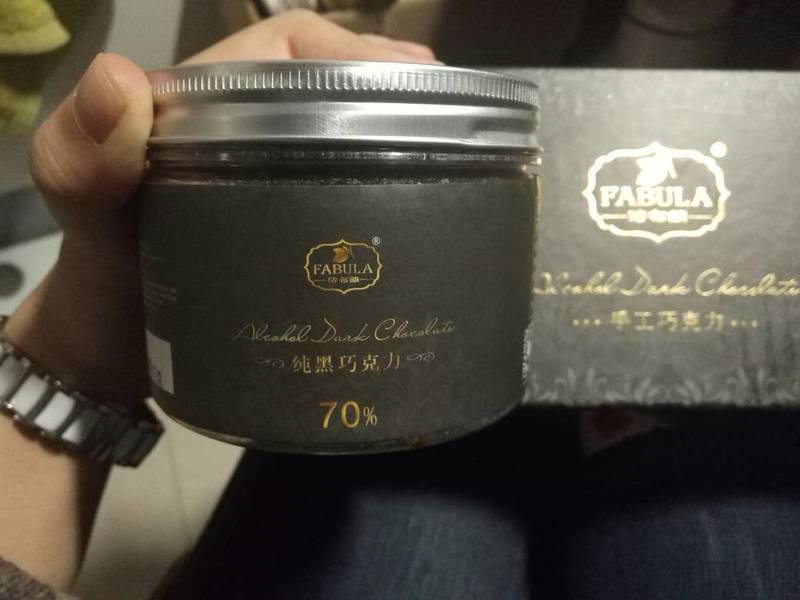 FABULA
®
Alcohol Dark Chocolate
纯黑巧克力
70%
FABULA
®
Alcohol Dark Chocolate
手工巧克力